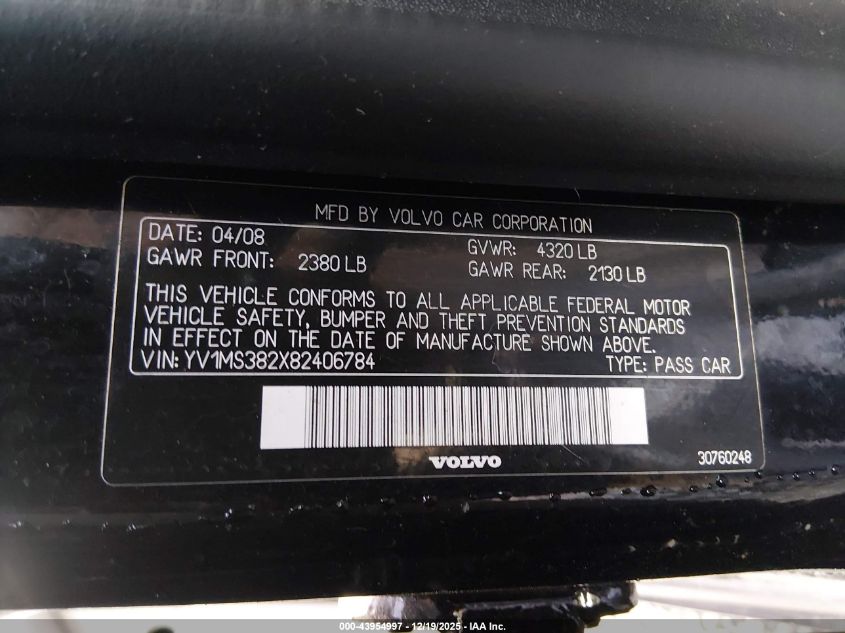 MFD BY VOLVO CAR CORPORATION
DATE: 04/08 GVWR: 4320 LB
GAWR FRONT: 2380 LB GAWR REAR: 2130 LB
THIS VEHICLE CONFORMS TO ALL APPLICABLE FEDERAL MOTOR
VEHICLE SAFETY, BUMPER AND THEFT PREVENTION STANDARDS
IN EFFECT ON THE DATE OF MANUFACTURE SHOWN ABOVE.
VIN: YV1MS382X82406784 TYPE: PASS CAR
VOLVO 30760248
000-43954997 - 12/19/2025 - IAA Inc.